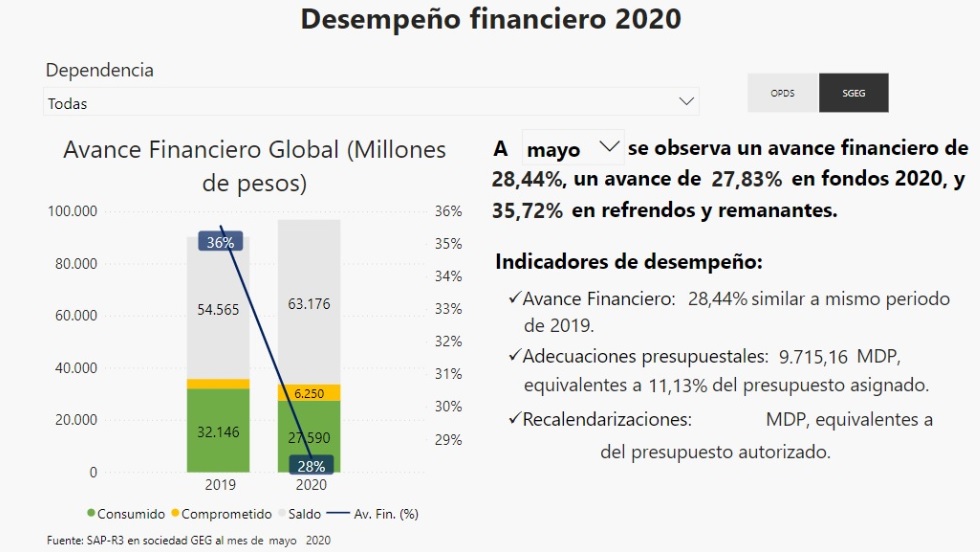 Desempeño financiero 2020
Dependencia
Todas
OPDS
SGEG
Avance Financiero Global (Millones
de pesos)
100.000
80.000
60.000
40.000
20.000
0
36%
35%
34%
33%
32%
31%
30%
29%
36%
54.565
32.146
63.176
6.250
27.590
28%
2019
2020
Consumido
Comprometido
Saldo
Av. Fin. (%)
Fuente: SAP-R3 en sociedad GEG al mes de mayo 2020
A mayo se observa un avance financiero de
28,44%, un avance de 27,83% en fondos 2020, y
35,72% en refrendos y remanantes.
Indicadores de desempeño:
✓Avance Financiero: 28,44% similar a mismo periodo
de 2019.
✓Adecuaciones presupuestales: 9.715,16 MDP,
equivalentes a 11,13% del presupuesto asignado.
✓Recalendarizaciones: MDP, equivalentes a
del presupuesto autorizado.